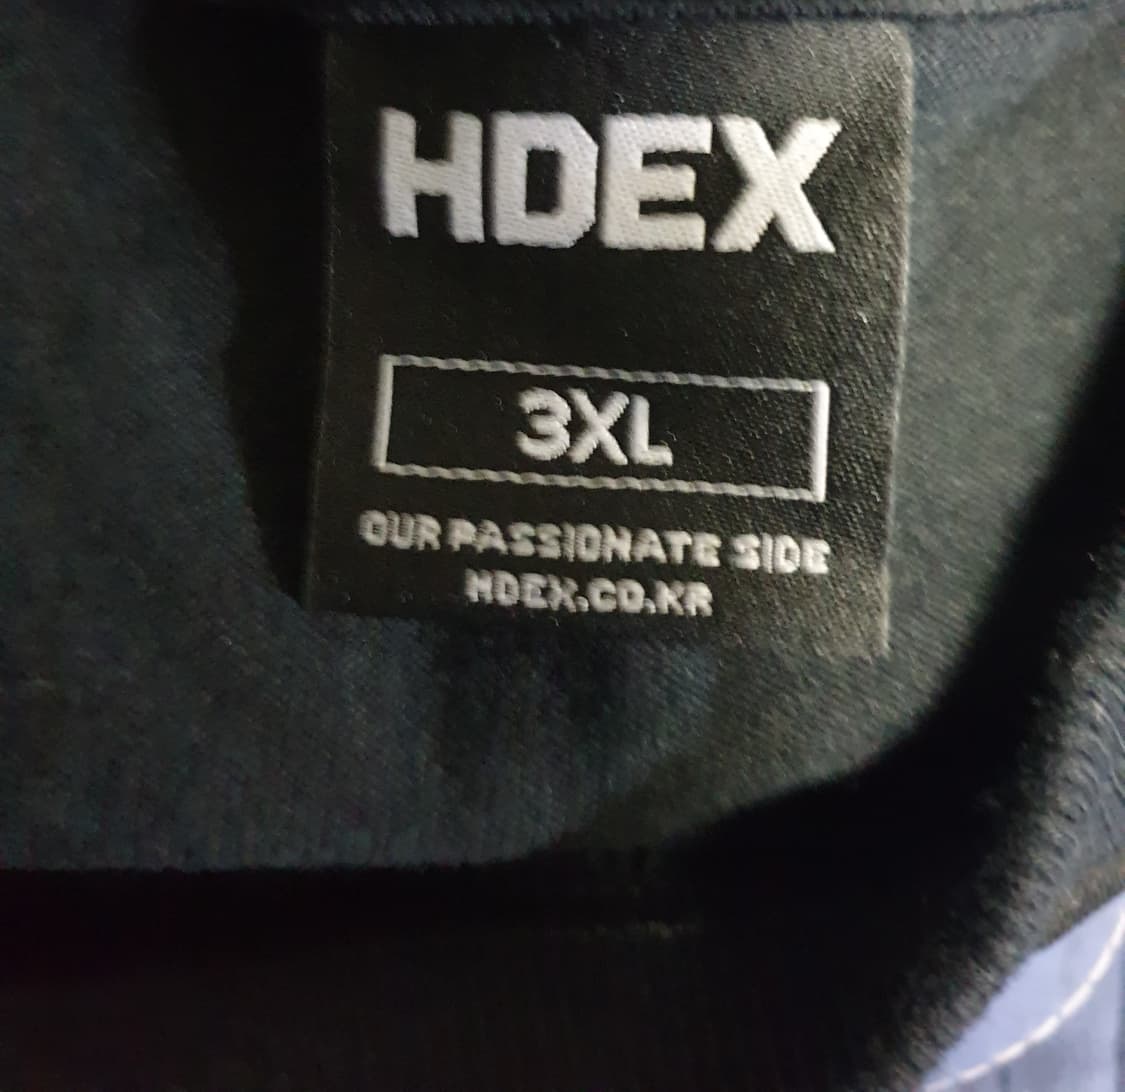 HDEX
3XL
OUR PASSIONATE SIDE
HDEX.CO.KR